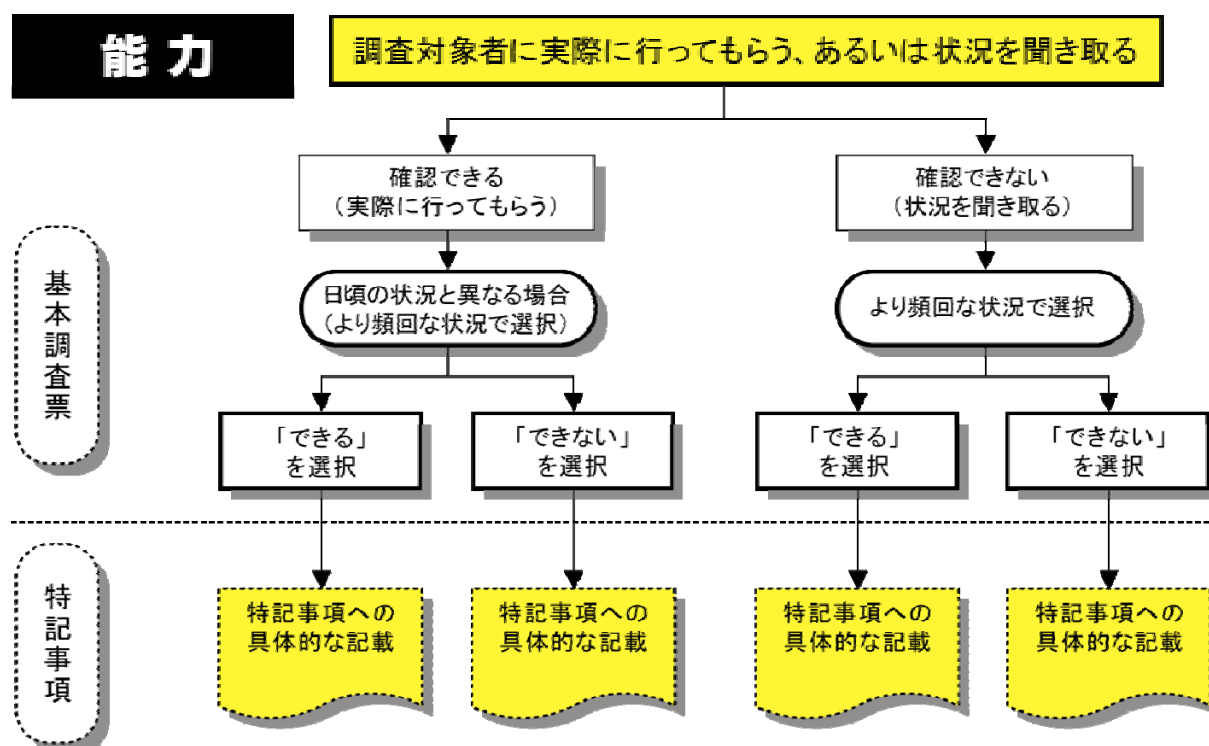 能力
調査対象者に実際に行ってもらう、あるいは状況を聞き取る
確認できる
（実際に行ってもらう）
確認できない
（状況を聞き取る）
基本調査票
日頃の状況と異なる場合
（より頻回な状況で選択）
より頻回な状況で選択
「できる」
を選択
「できない」
を選択
「できる」
を選択
「できない」
を選択
特記事項
特記事項への
具体的な記載
特記事項への
具体的な記載
特記事項への
具体的な記載
特記事項への
具体的な記載